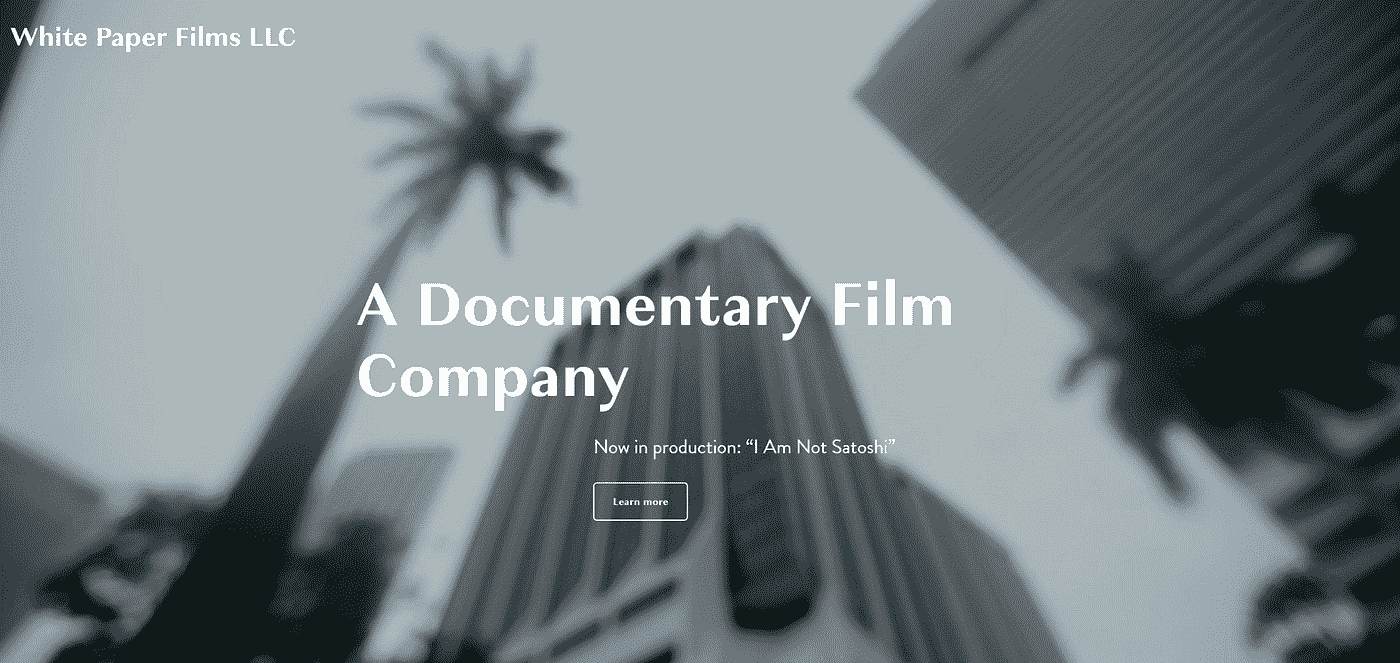 White Paper Films LLC
A Documentary Film
Company
Now in production: “I Am Not Satoshi”
Learn more